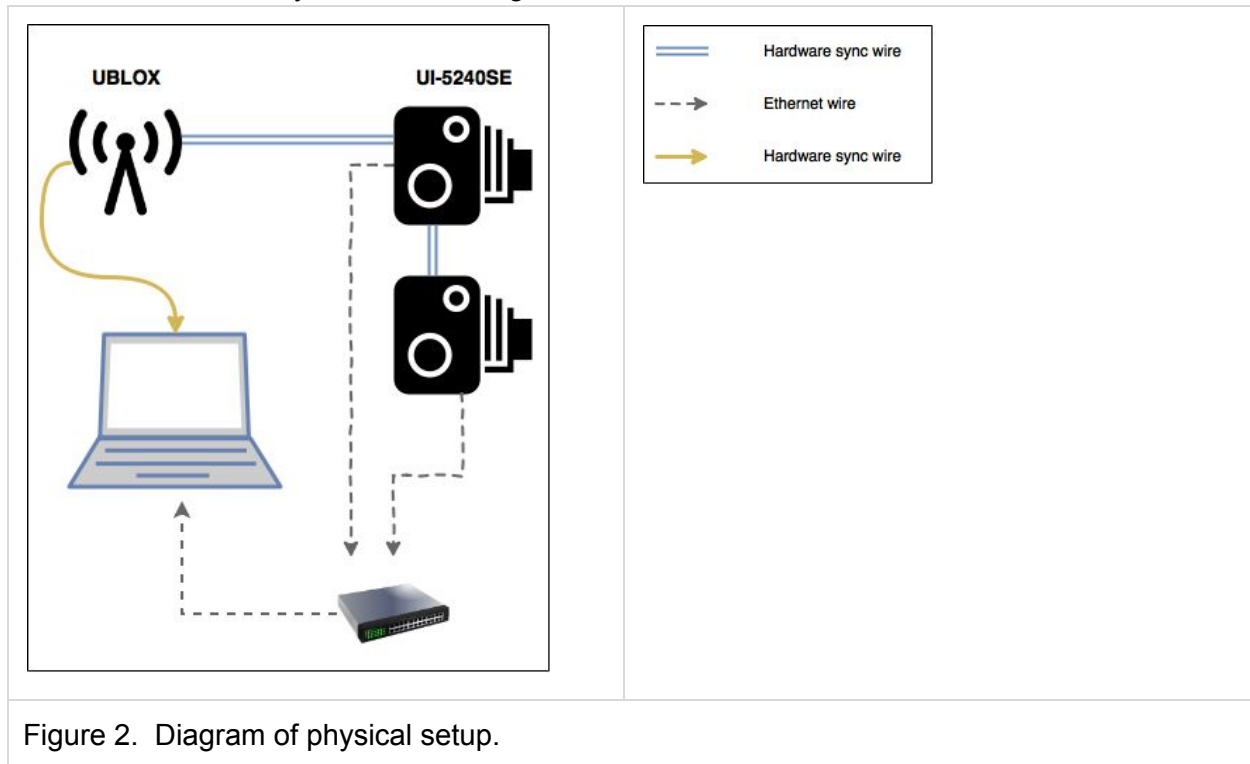 UBLOX
UI-5240SE
Hardware sync wire
Ethernet wire
Hardware sync wire
Figure 2. Diagram of physical setup.